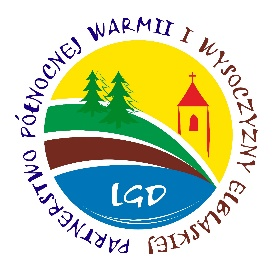 PARTNERSTWO PÓŁNOCNEJ WARMII I WYSOCZYZNY ELBLĄSKIEJ
LGD